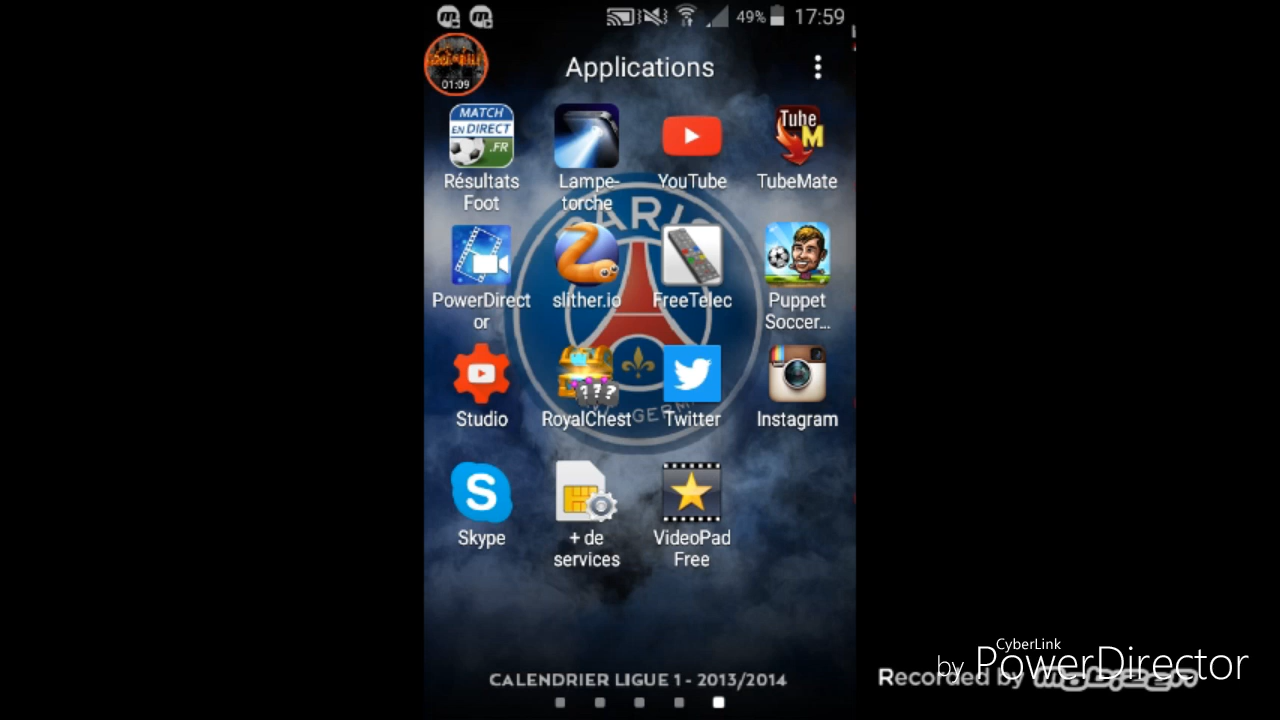 49% 17:59
01:09
Applications
MATCH
EN DIRECT
.FR
Tube
M
Résultats
Foot
Lampe-
torche
YouTube
TubeMate
PARIS
PowerDirect
or
slither.io
FreeTelec
Puppet
Soccer...
???
Studio
RoyalChest
Twitter
Instagram
GERM
S
Skype
+ de
services
VideoPad
Free
CALENDRIER LIGUE 1 - 2013/2014
CyberLink
by PowerDirector
Recorded by